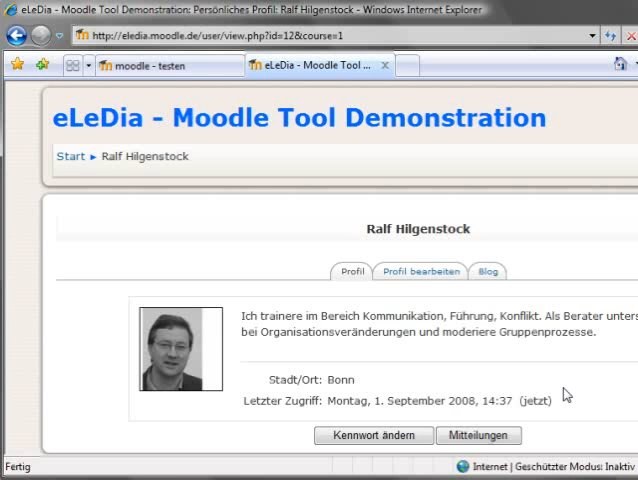 eLeDia - Moodle Tool Demonstration: Persönliches Profil: Ralf Hilgenstock - Windows Internet Explorer
http://eledia.moodle.de/user/view.php?id=12&course=1
moodle - testen
eLeDia - Moodle Tool ...
eLeDia - Moodle Tool Demonstration
Start ► Ralf Hilgenstock
Ralf Hilgenstock
Profil
Profil bearbeiten
Blog
Ich trainere im Bereich Kommunikation, Führung, Konflikt. Als Berater unters
bei Organisationsveränderungen und moderiere Gruppenprozesse.
Stadt/Ort: Bonn
Letzter Zugriff: Montag, 1. September 2008, 14:37 (jetzt)
Kennwort ändern
Mitteilungen
Fertig
Internet | Geschützter Modus: Inaktiv